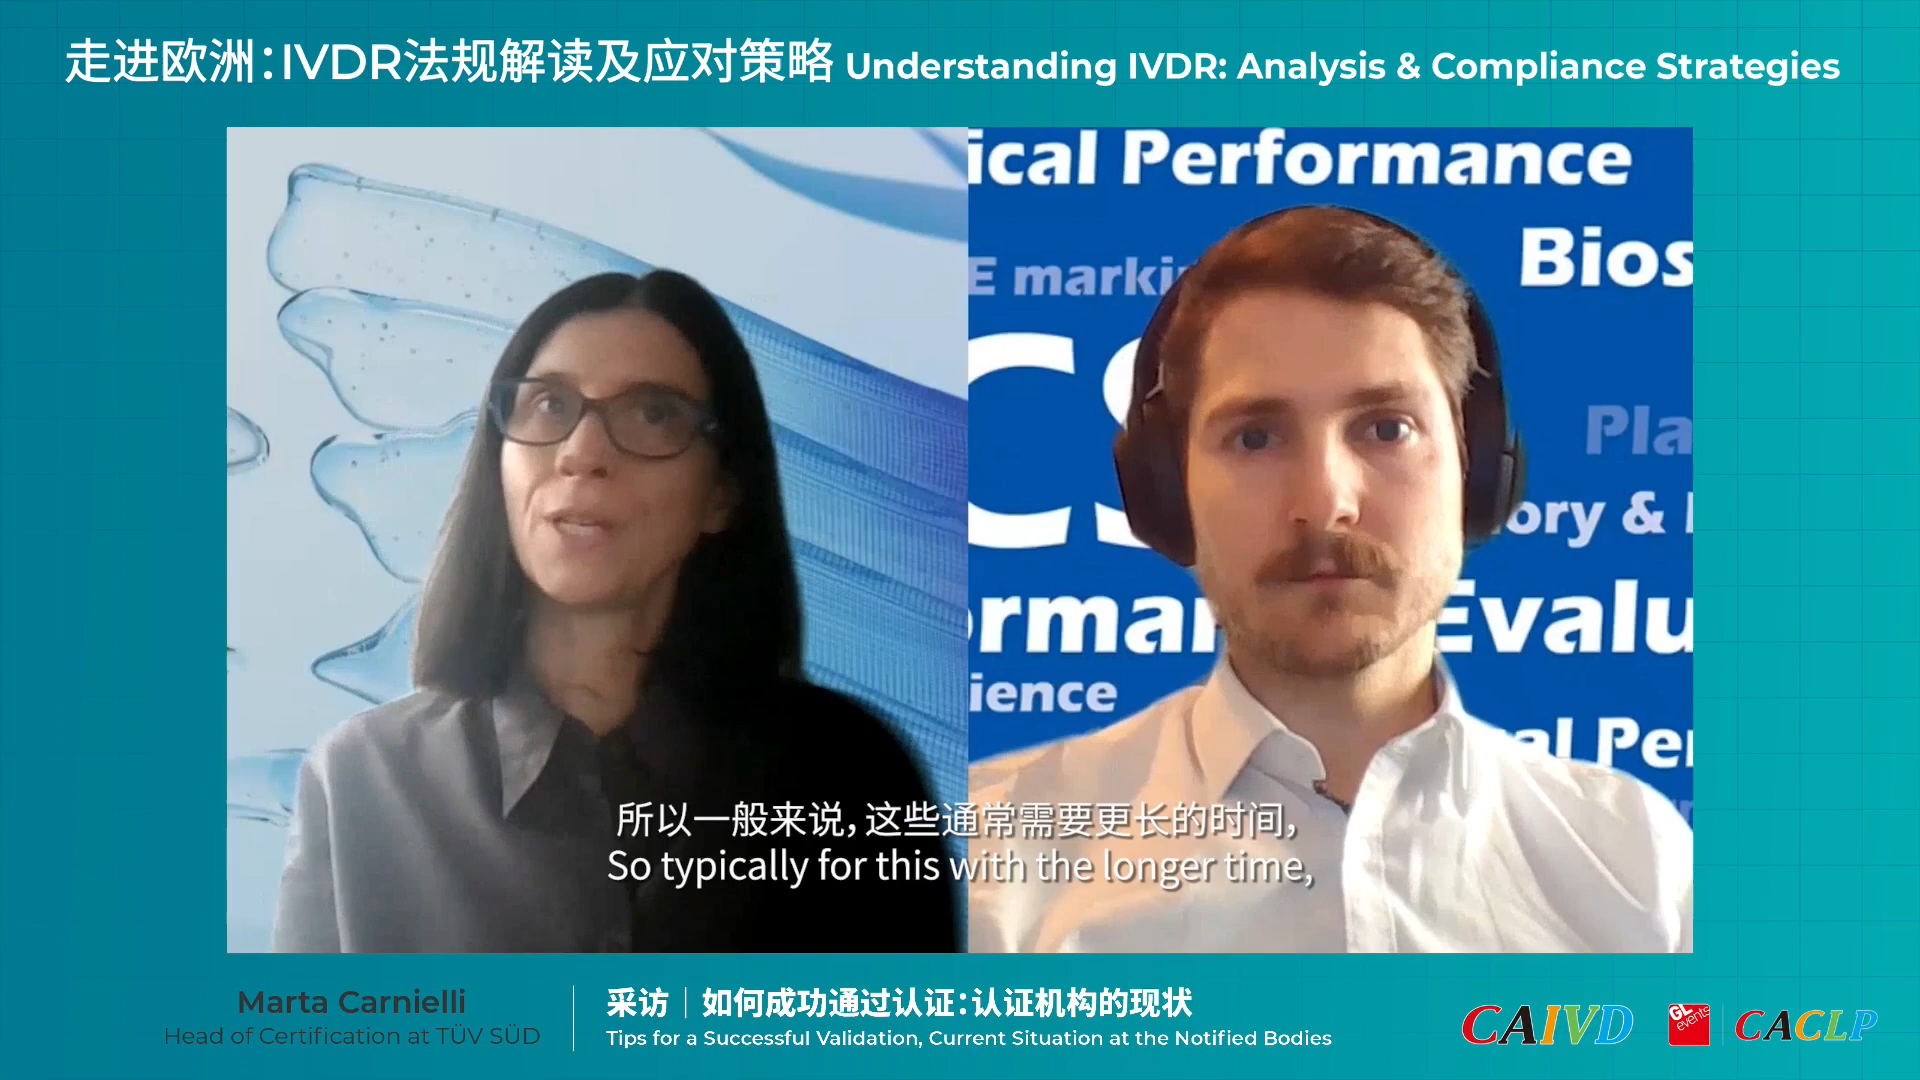 走进欧洲：IVDR法规解读及应对策略 Understanding IVDR: Analysis & Compliance Strategies
ical Performance
Bios
E marki
CS
Pla
ory & I
orman
Evalu
ience
al Per
所以一般来说，这些通常需要更长的时间，
So typically for this with the longer time,
Marta Carnielli
Head of Certification at TÜV SÜD
采访｜如何成功通过认证：认证机构的现状
Tips for a Successful Validation, Current Situation at the Notified Bodies
CAIVD
GL events
CACLP